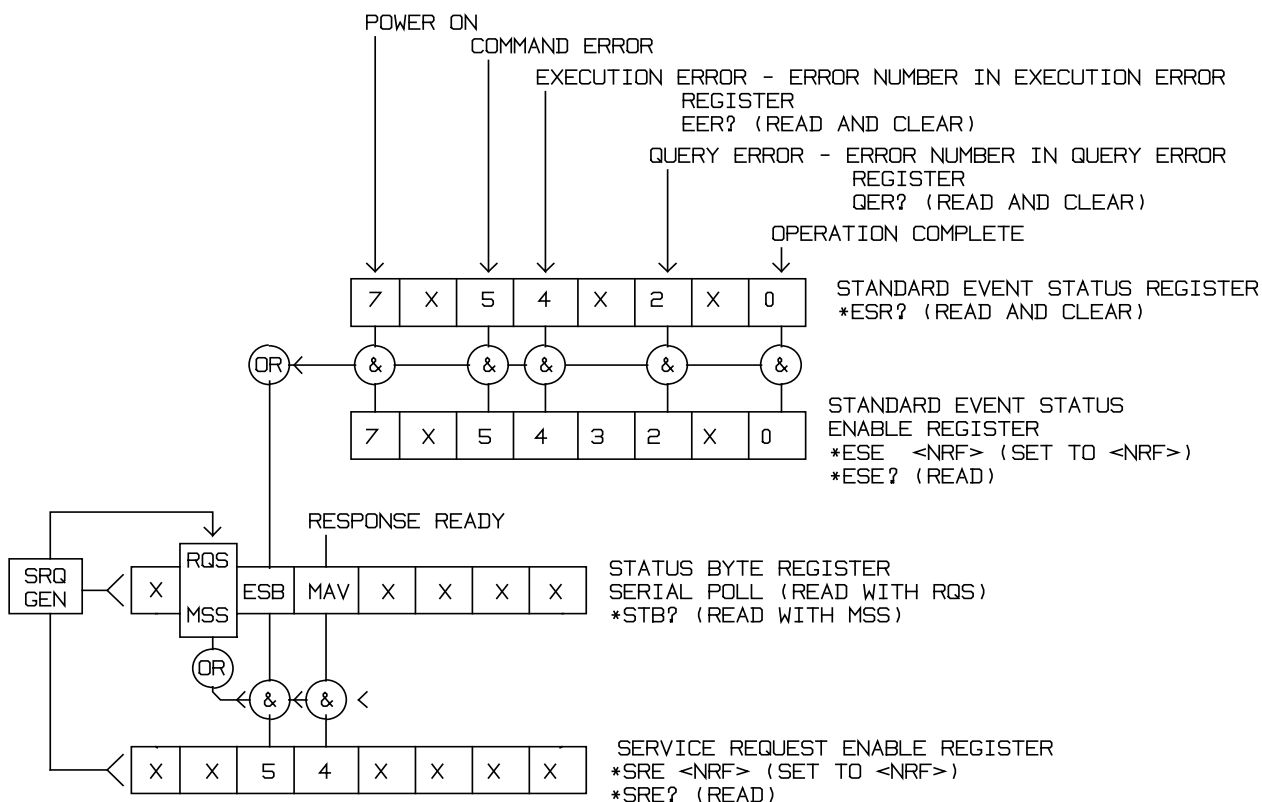 POWER ON
COMMAND ERROR
EXECUTION ERROR - ERROR NUMBER IN EXECUTION ERROR
REGISTER
EER? (READ AND CLEAR)
QUERY ERROR - ERROR NUMBER IN QUERY ERROR
REGISTER
QER? (READ AND CLEAR)
OPERATION COMPLETE
7 X 5 4 X 2 X 0
STANDARD EVENT STATUS REGISTER
*ESR? (READ AND CLEAR)
OR & & & & &
7 X 5 4 3 2 X 0
STANDARD EVENT STATUS
ENABLE REGISTER
*ESE <NRF> (SET TO <NRF>)
*ESE? (READ)
RESPONSE READY
SRQ
GEN
X RQS MSS ESB MAV X X X X
STATUS BYTE REGISTER
SERIAL POLL (READ WITH RQS)
*STB? (READ WITH MSS)
OR
& &
X X 5 4 X X X X
SERVICE REQUEST ENABLE REGISTER
*SRE <NRF> (SET TO <NRF>)
*SRE? (READ)